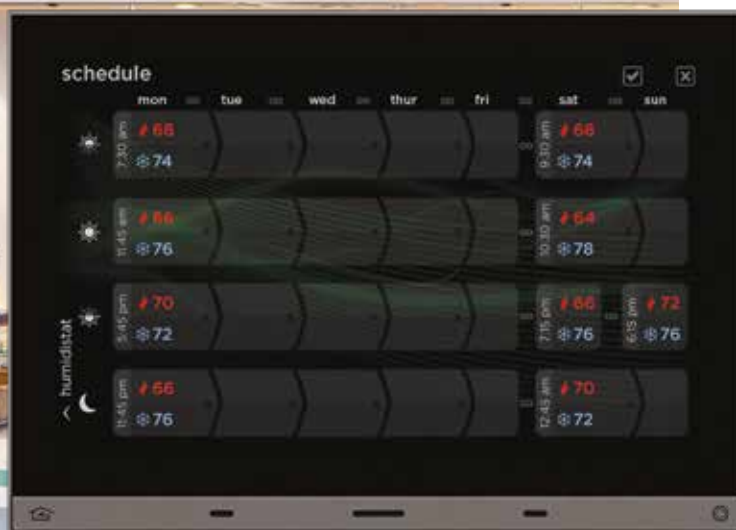 schedule
mon tue wed thur fri sat sun
7:30 am 68 74 9:30 am 68 74
11:45 am 66 76 10:30 am 64 78
5:45 pm 70 72 7:15 pm 66 76 6:15 pm 72 76
11:45 pm 66 76 12:45 am 70 72
humidistat